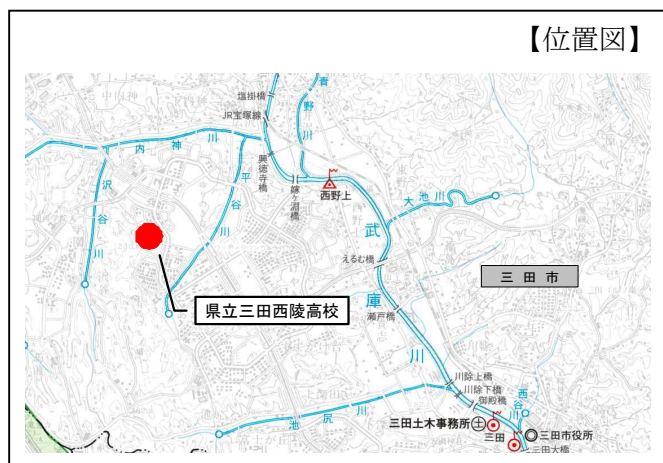 【位置図】
塩掛橋
青野川
JR宝塚線
内神川
興徳寺橋
嫁ヶ淵橋
西野上
大池川
沢谷川
平谷川
武庫川
えるむ橋
三田市
県立三田西陵高校
瀬戸橋
川除上橋
川除下橋
御殿橋
西谷川
池尻川
三田土木事務所
三田
三田市役所
三田大橋